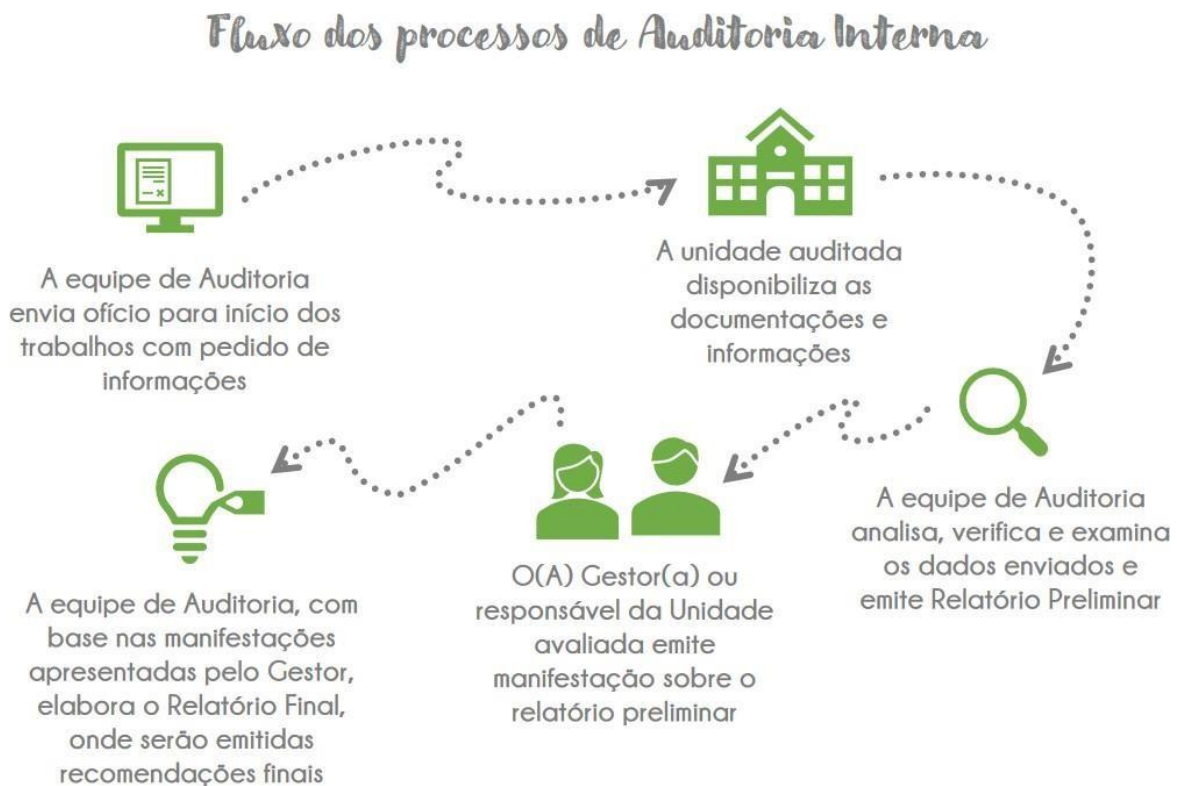 Fluxo dos processos de Auditoria Interna
A equipe de Auditoria
envia ofício para início dos
trabalhos com pedido de
informações
A unidade auditada
disponibiliza as
documentações e
informações
A equipe de Auditoria
analisa, verifica e examina
os dados enviados e
emite Relatório Preliminar
O(A) Gestor(a) ou
responsável da Unidade
avaliada emite
manifestação sobre o
relatório preliminar
A equipe de Auditoria, com
base nas manifestações
apresentadas pelo Gestor,
elabora o Relatório Final,
onde serão emitidas
recomendações finais